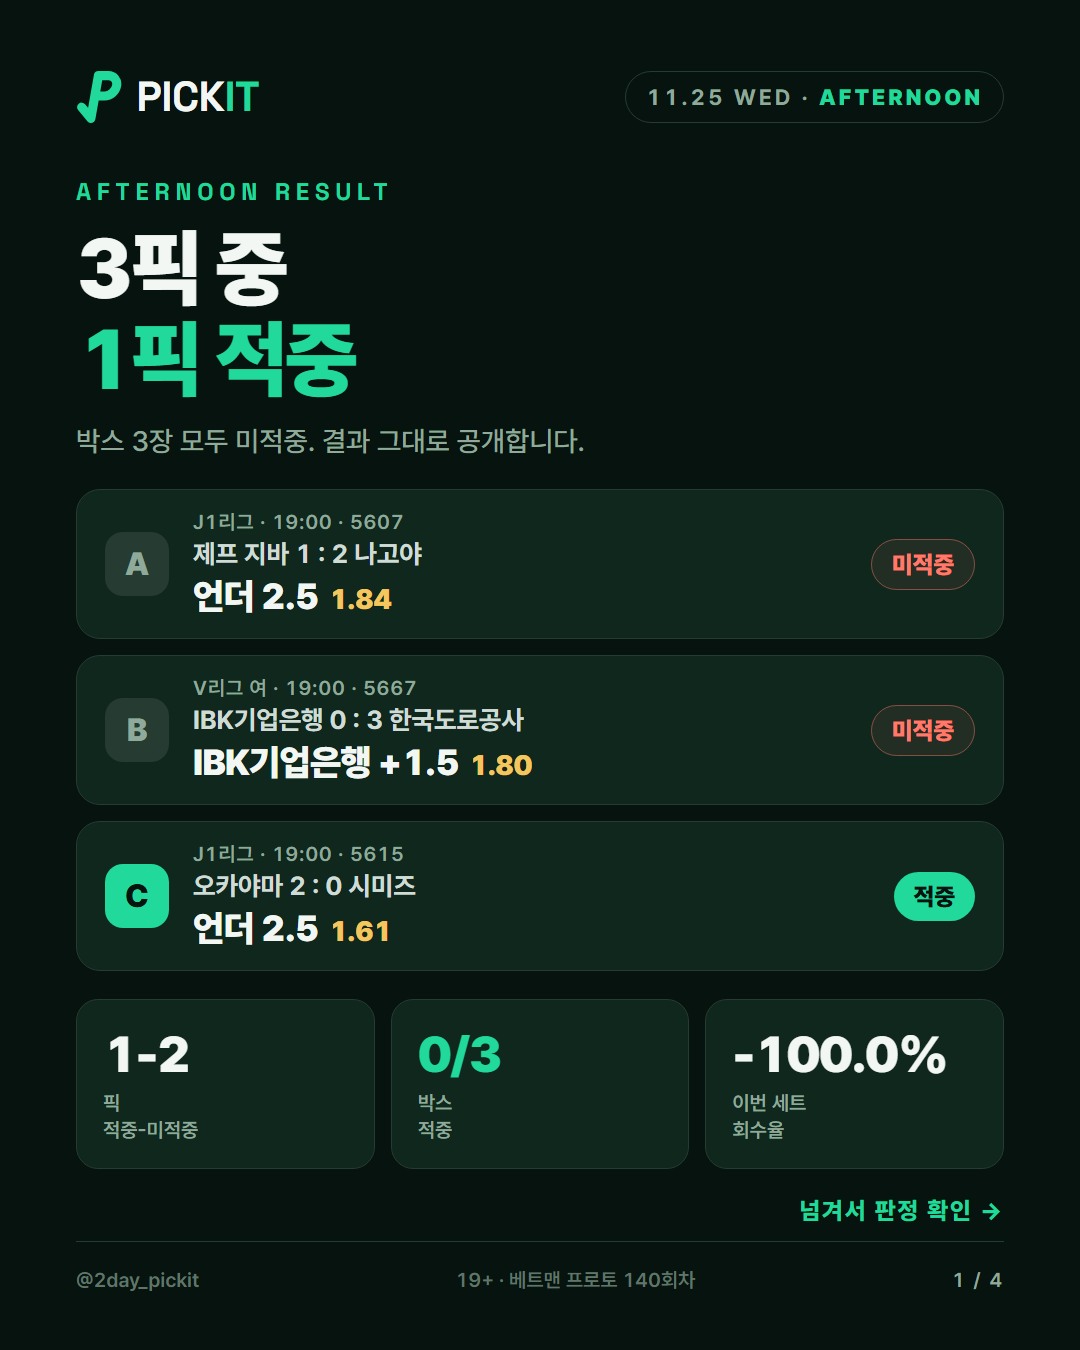 PICKIT
11.25 WED · AFTERNOON
AFTERNOON RESULT
3픽 중
1픽 적중
박스 3장 모두 미적중. 결과 그대로 공개합니다.
A
J1리그 · 19:00 · 5607
제프 지바 1 : 2 나고야
언더 2.5 1.84
미적중
B
V리그 여 · 19:00 · 5667
IBK기업은행 0 : 3 한국도로공사
IBK기업은행 +1.5 1.80
미적중
C
J1리그 · 19:00 · 5615
오카야마 2 : 0 시미즈
언더 2.5 1.61
적중
1-2
픽
적중-미적중
0/3
박스
적중
-100.0%
이번 세트
회수율
넘겨서 판정 확인 →
@2day_pickit
19+ · 베트맨 프로토 140회차
1 / 4